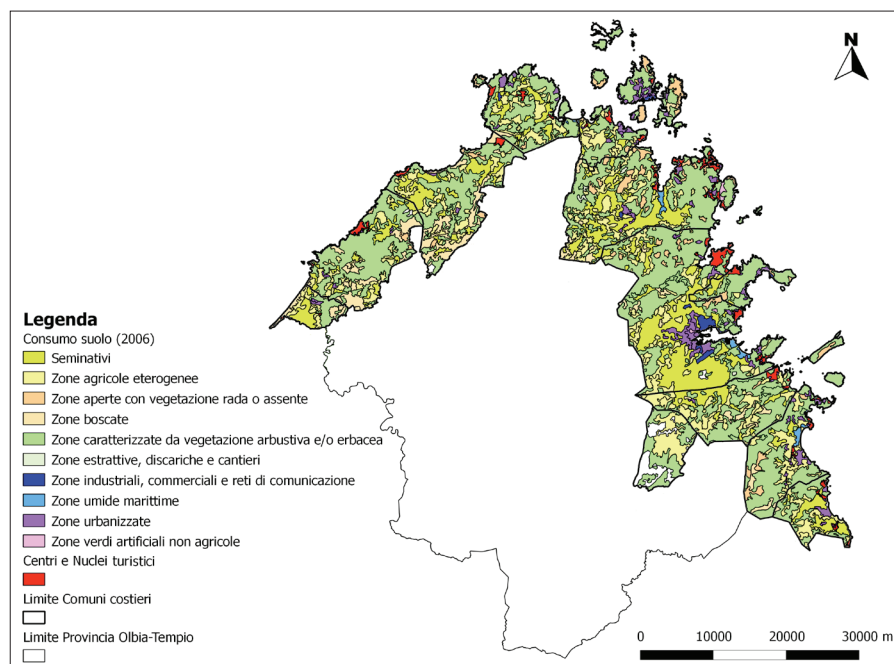 N
Legenda
Consumo suolo (2006)
Seminativi
Zone agricole eterogenee
Zone aperte con vegetazione rada o assente
Zone boscate
Zone caratterizzate da vegetazione arbustiva e/o erbacea
Zone estrattive, discariche e cantieri
Zone industriali, commerciali e reti di comunicazione
Zone umide marittime
Zone urbanizzate
Zone verdi artificiali non agricole
Centri e Nuclei turistici
Limite Comuni costieri
Limite Provincia Olbia-Tempio
0 10000 20000 30000 m